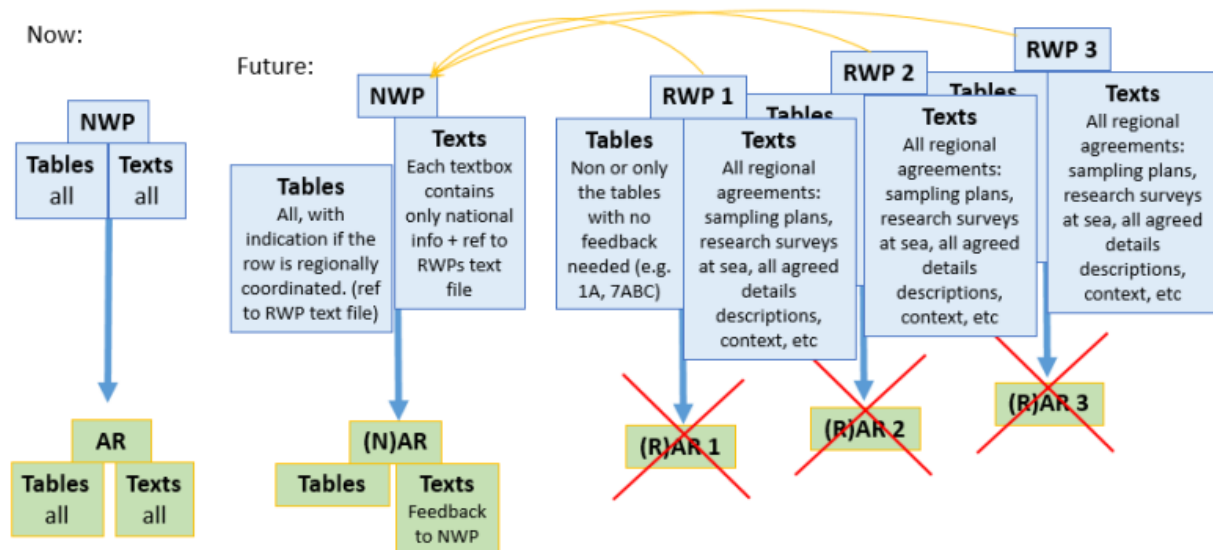 Now:
NWP
Tables
all
Texts
all
AR
Tables
all
Texts
all
Future:
NWP
Tables
All, with
indication if the
row is regionally
coordinated. (ref
to RWP text file)
Texts
Each textbox
contains
only national
info + ref to
RWPs text
file
(N)AR
Tables
Texts
Feedback
to NWP
RWP 1
Tables
Non or only
the tables
with no
feedback
needed (e.g.
1A, 7ABC)
Texts
All regional
agreements:
sampling plans,
research surveys
at sea, all agreed
details
descriptions,
context, etc
(R)AR 1
RWP 2
Tables
Texts
All regional
agreements:
sampling plans,
research surveys
at sea, all agreed
details
descriptions,
context, etc
(R)AR 2
RWP 3
Tables
Texts
All regional
agreements:
sampling plans,
research surveys
at sea, all agreed
details
descriptions,
context, etc
(R)AR 3